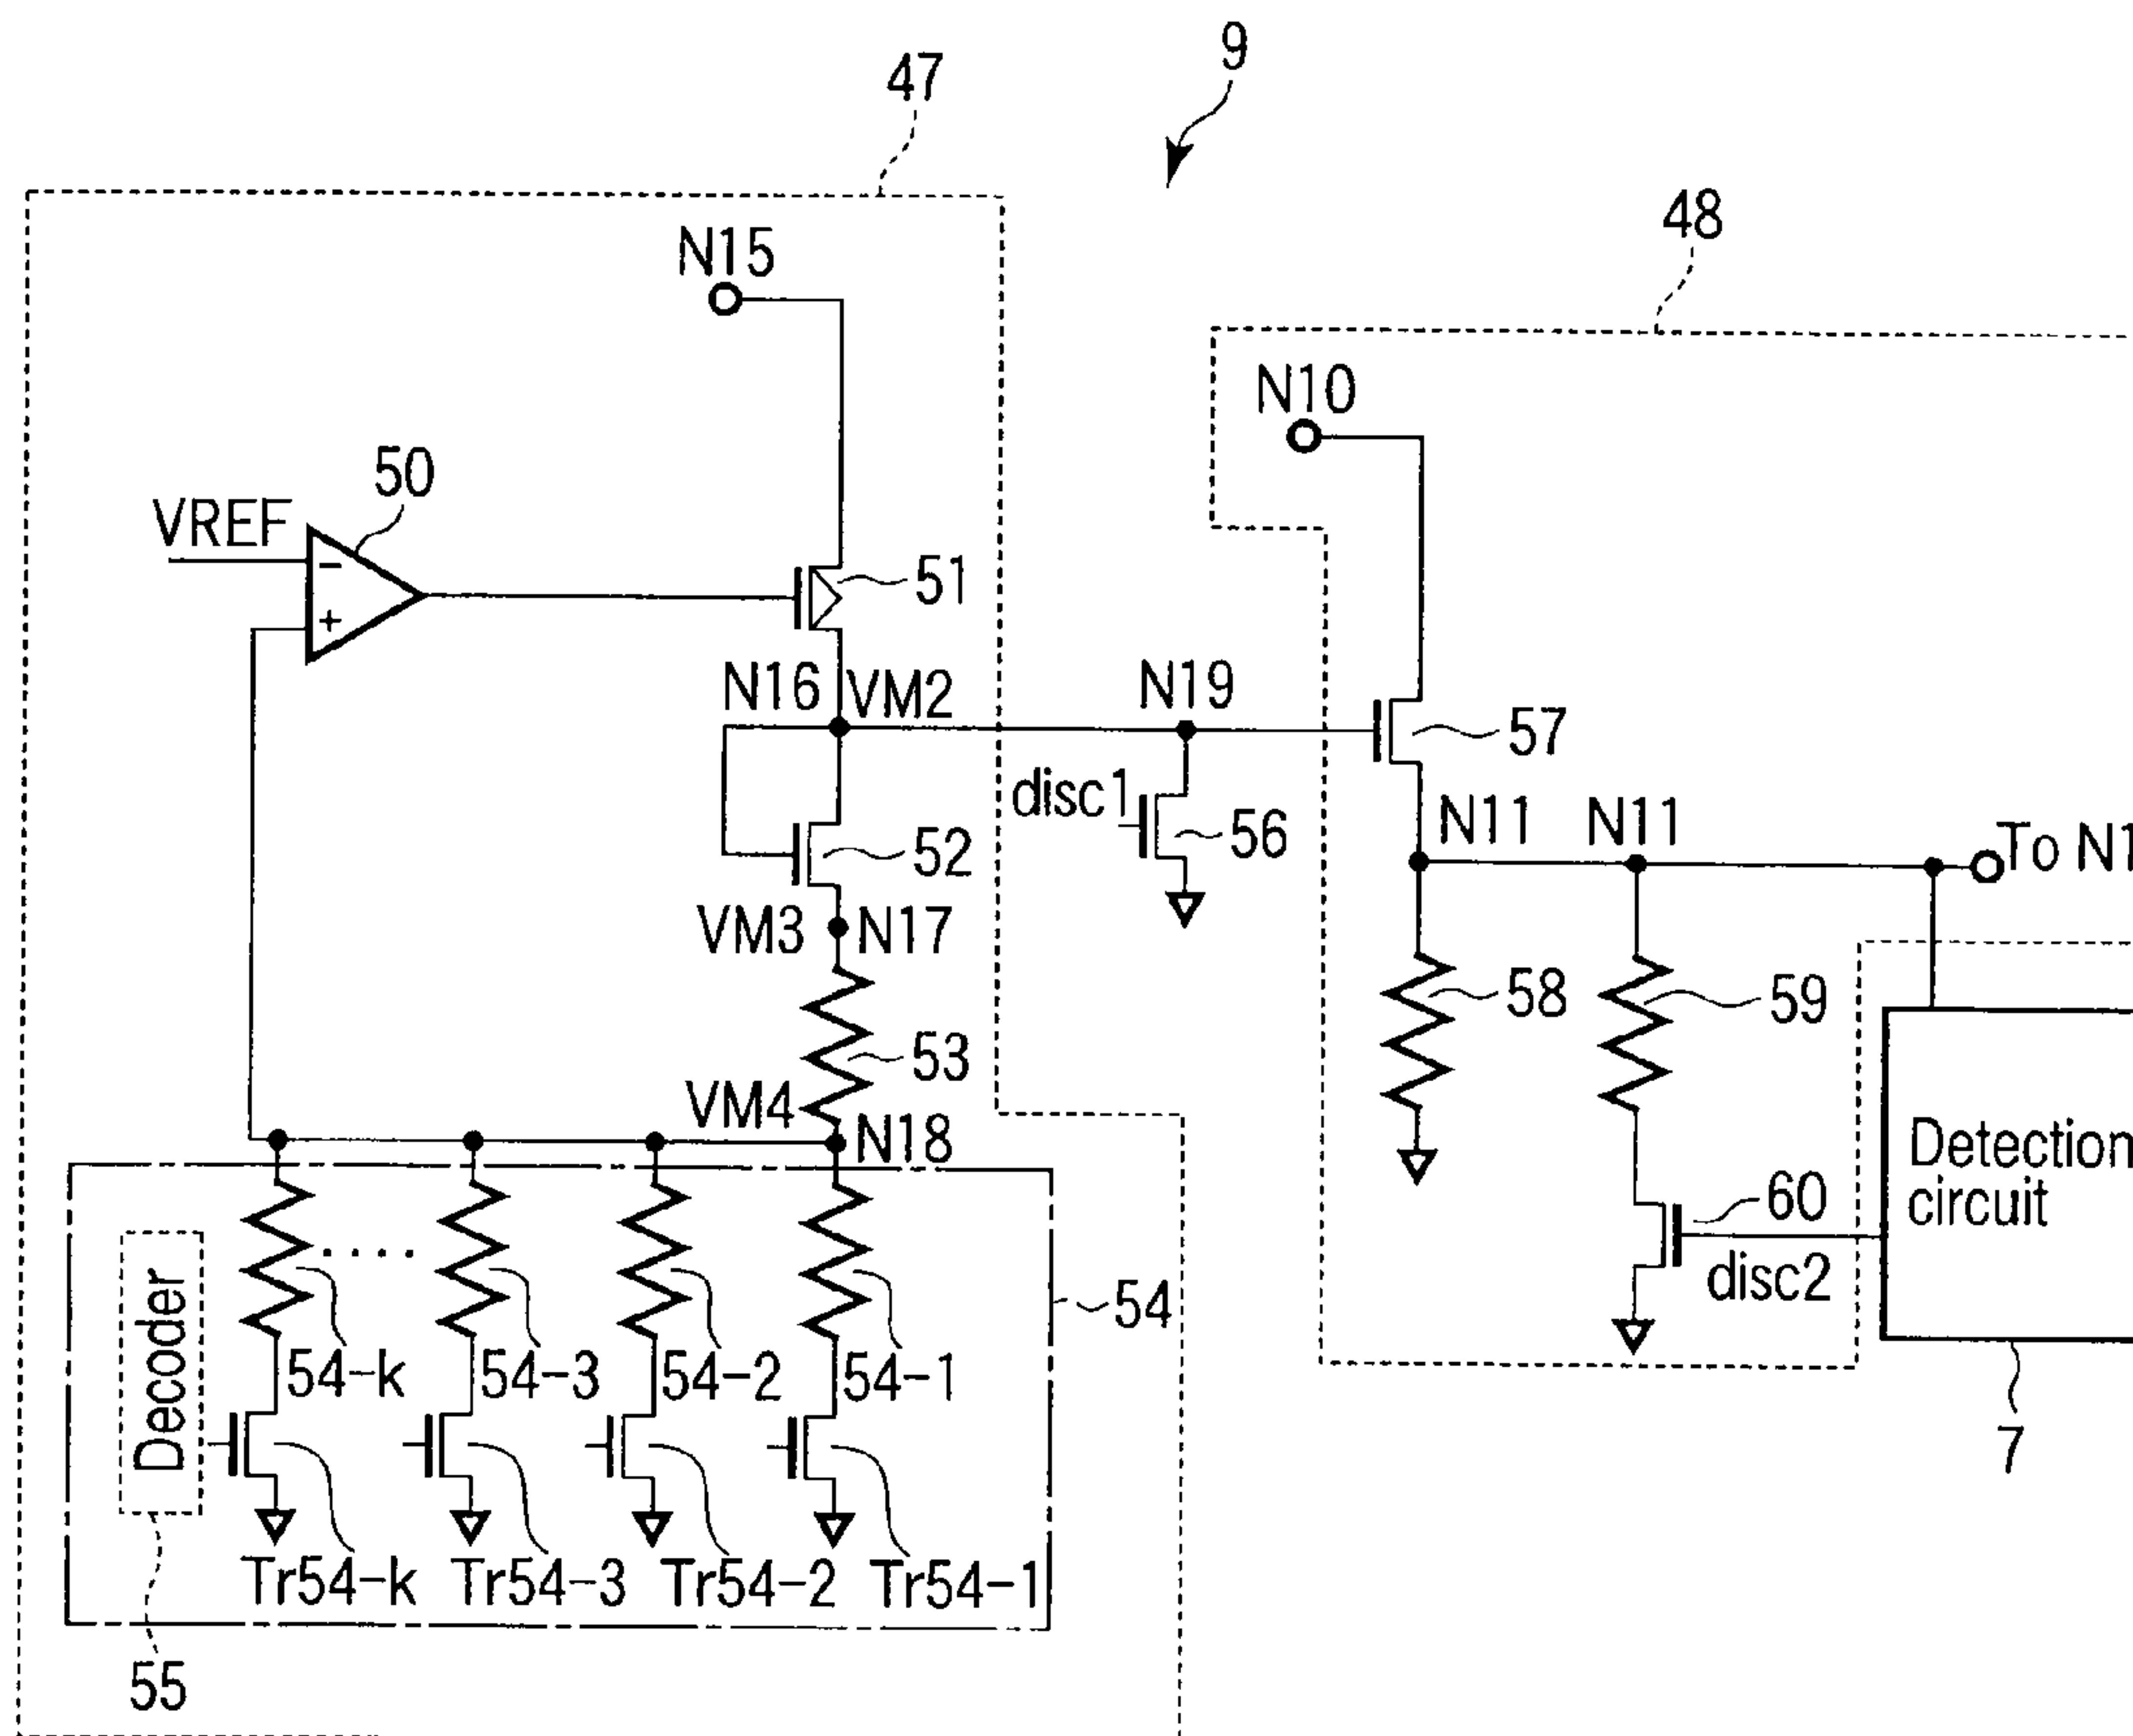 9
47
48
N15
N10
50
VREF
−
+
51
N16
VM2
N19
57
disc1
56
N11
N11
To N1
52
VM3
N17
58
59
53
VM4
N18
Detection
circuit
60
disc2
54
Decoder
54-k
54-3
54-2
54-1
7
Tr54-k
Tr54-3
Tr54-2
Tr54-1
55